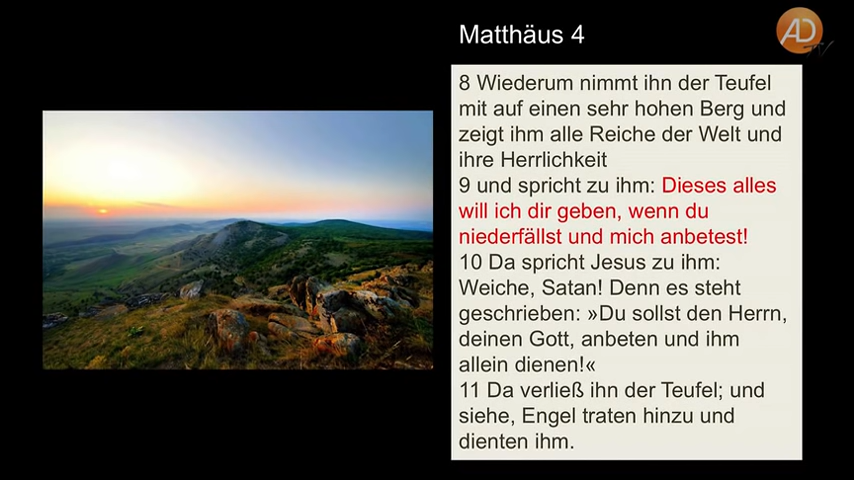 Matthäus 4
AD
TV
8 Wiederum nimmt ihn der Teufel
mit auf einen sehr hohen Berg und
zeigt ihm alle Reiche der Welt und
ihre Herrlichkeit
9 und spricht zu ihm: Dieses alles
will ich dir geben, wenn du
niederfällst und mich anbetest!
10 Da spricht Jesus zu ihm:
Weiche, Satan! Denn es steht
geschrieben: »Du sollst den Herrn,
deinen Gott, anbeten und ihm
allein dienen!«
11 Da verließ ihn der Teufel; und
siehe, Engel traten hinzu und
dienten ihm.